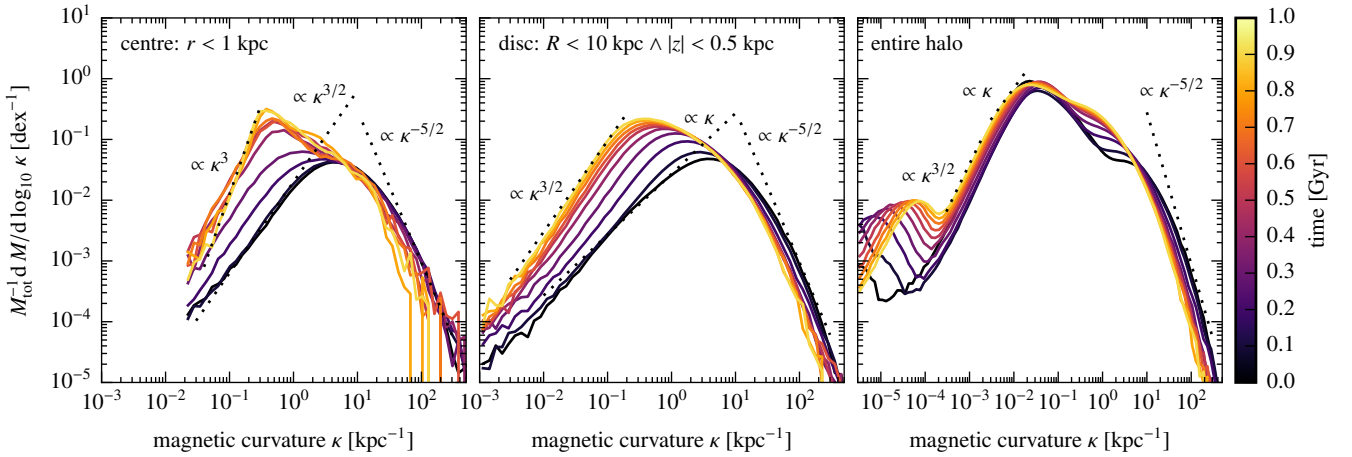 centre: r < 1 kpc
∝ κ^3
∝ κ^{3/2}
∝ κ^{-5/2}
disc: R < 10 kpc ∧ |z| < 0.5 kpc
∝ κ^{3/2}
∝ κ
∝ κ^{-5/2}
entire halo
∝ κ^{3/2}
∝ κ
∝ κ^{-5/2}
M_{tot}^{-1} d M/d log_{10} κ [dex^{-1}]
10^1
10^0
10^{-1}
10^{-2}
10^{-3}
10^{-4}
10^{-5}
10^{-3} 10^{-2} 10^{-1} 10^0 10^1 10^2
magnetic curvature κ [kpc^{-1}]
10^{-3} 10^{-2} 10^{-1} 10^0 10^1 10^2
magnetic curvature κ [kpc^{-1}]
10^{-5} 10^{-4} 10^{-3} 10^{-2} 10^{-1} 10^0 10^1 10^2
magnetic curvature κ [kpc^{-1}]
1.0
0.9
0.8
0.7
0.6
0.5
0.4
0.3
0.2
0.1
0.0
time [Gyr]